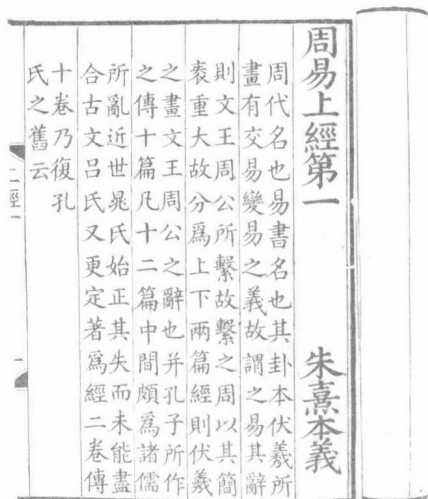 周易上經第一 朱熹本義
周代名也易書名也其卦本伏羲所
畫有交易變易之義故謂之易其辭
則文王周公所繫故繫之周以其簡
袠重大故分爲上下兩篇經則伏羲
之畫文王周公之辭也并孔子所作
之傳十篇凡十二篇中間頗爲諸儒
所亂近世晁氏始正其失而未能盡
合古文呂氏又更定著爲經二卷傳
十卷乃復孔
氏之舊云
經一